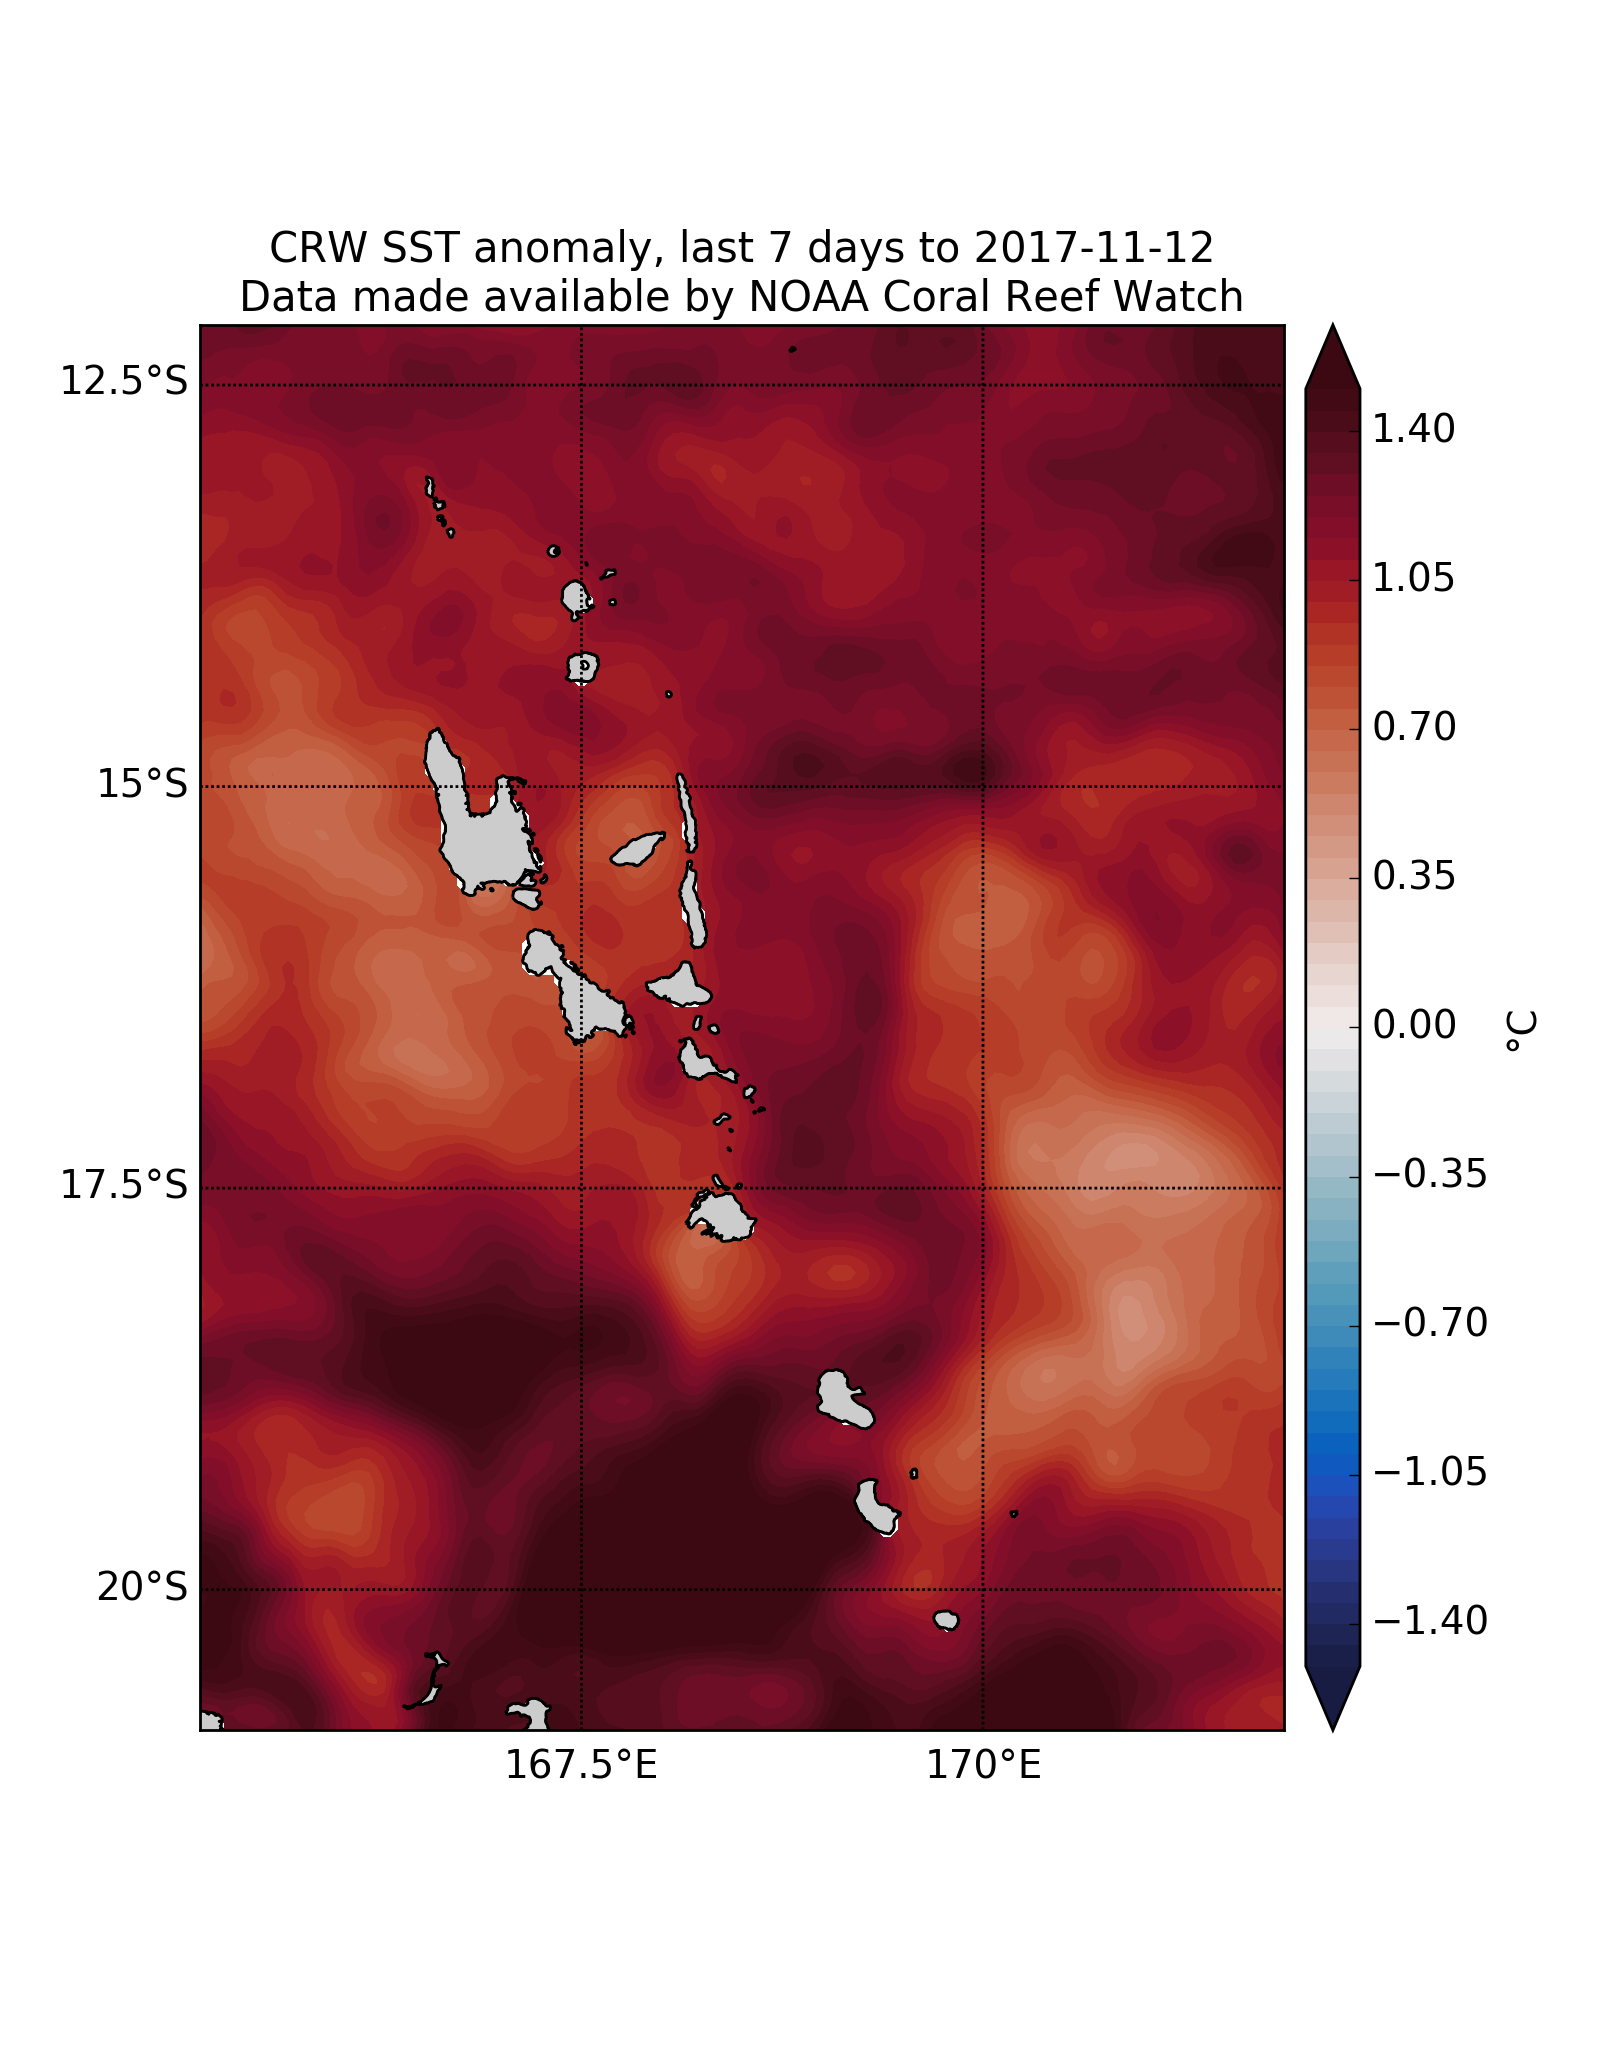 CRW SST anomaly, last 7 days to 2017-11-12
Data made available by NOAA Coral Reef Watch
12.5°S
15°S
17.5°S
20°S
167.5°E
170°E
1.40
1.05
0.70
0.35
0.00
−0.35
−0.70
−1.05
−1.40
°C